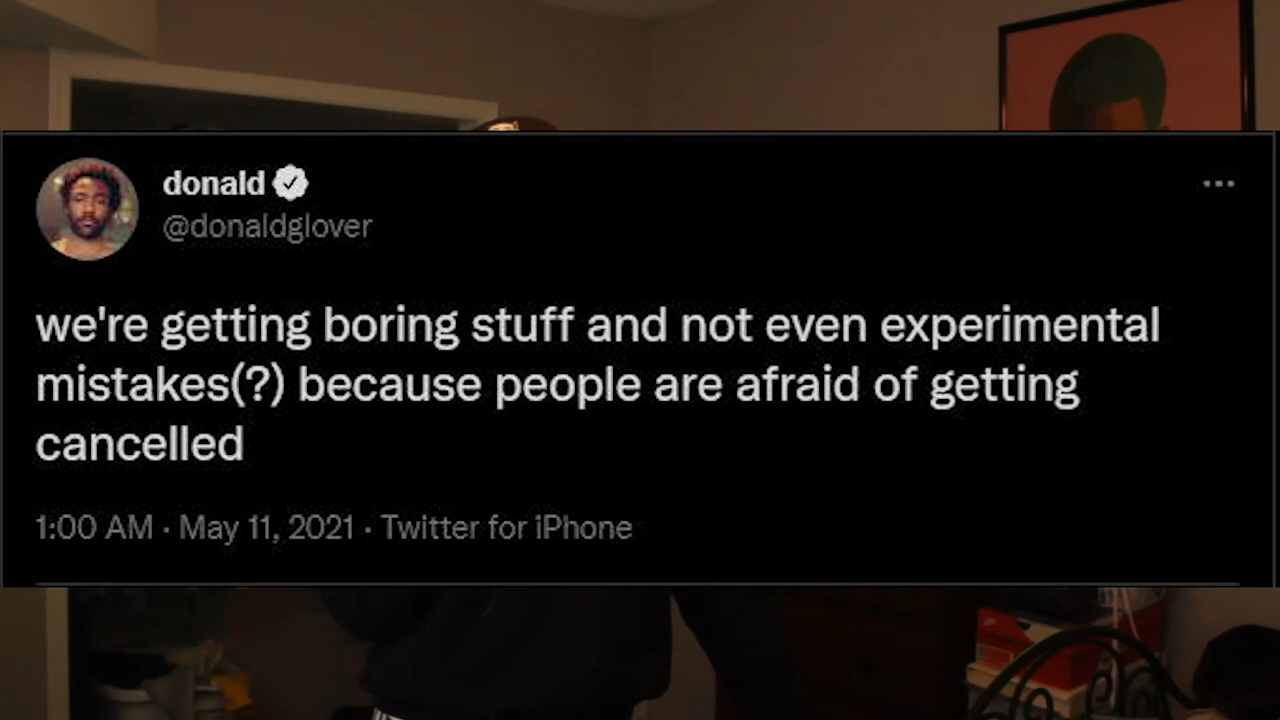 donald
@donaldglover
we're getting boring stuff and not even experimental
mistakes(?) because people are afraid of getting
cancelled
1:00 AM · May 11, 2021 · Twitter for iPhone